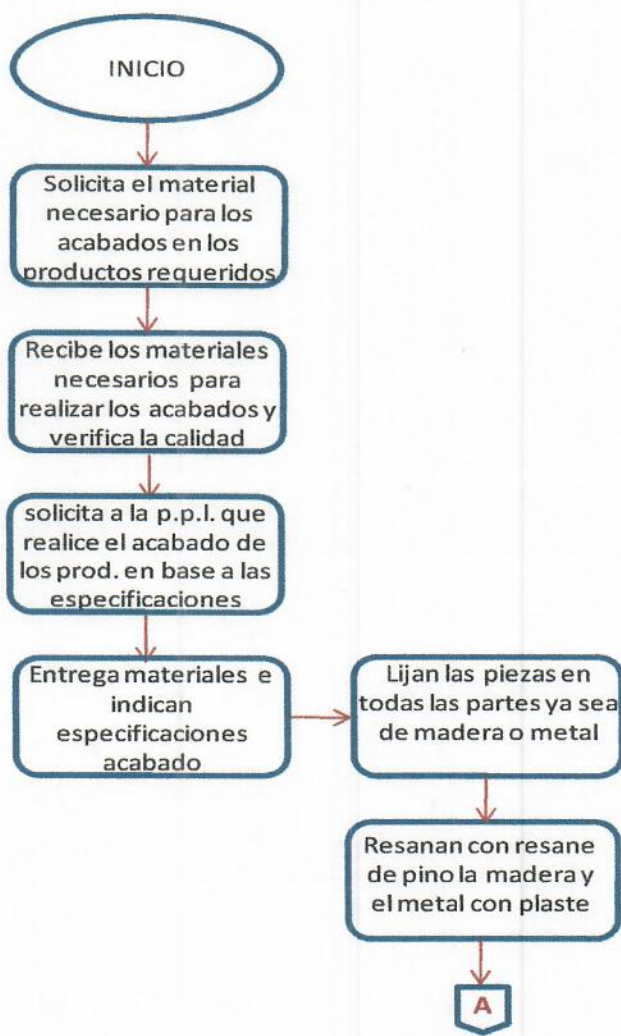 INICIO
Solicita el material
necesario para los
acabados en los
productos requeridos
Recibe los materiales
necesarios para
realizar los acabados y
verifica la calidad
solicita a la p.p.l. que
realice el acabado de
los prod. en base a las
especificaciones
Entrega materiales e
indican
especificaciones
acabado
Lijan las piezas en
todas las partes ya sea
de madera o metal
Resanan con resane
de pino la madera y
el metal con plaste
A